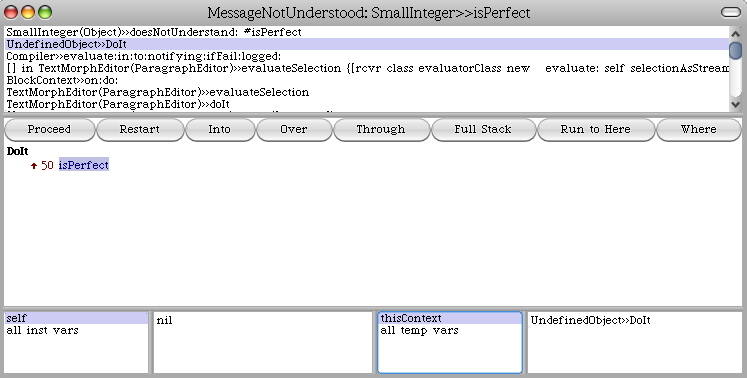 MessageNotUnderstood: SmallInteger>>isPerfect
SmallInteger(Object)>>doesNotUnderstand: #isPerfect
UndefinedObject>>DoIt
Compiler>>evaluate:in:to:notifying:ifFail:logged:
[] in TextMorphEditor(ParagraphEditor)>>evaluateSelection {[rcvr class evaluatorClass new evaluate: self selectionAsStream
BlockContext>>on:do:
TextMorphEditor(ParagraphEditor)>>evaluateSelection
TextMorphEditor(ParagraphEditor)>>doIt
Proceed Restart Into Over Through Full Stack Run to Here Where
DoIt
↑ 50 isPerfect
self nil thisContext UndefinedObject>>DoIt
all inst vars all temp vars